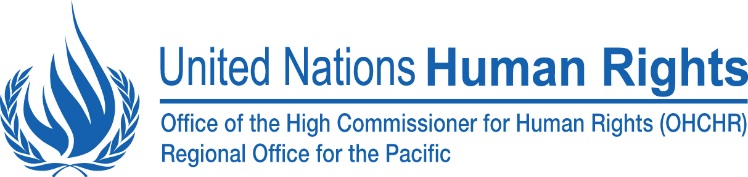 United Nations Human Rights
Office of the High Commissioner for Human Rights (OHCHR)
Regional Office for the Pacific